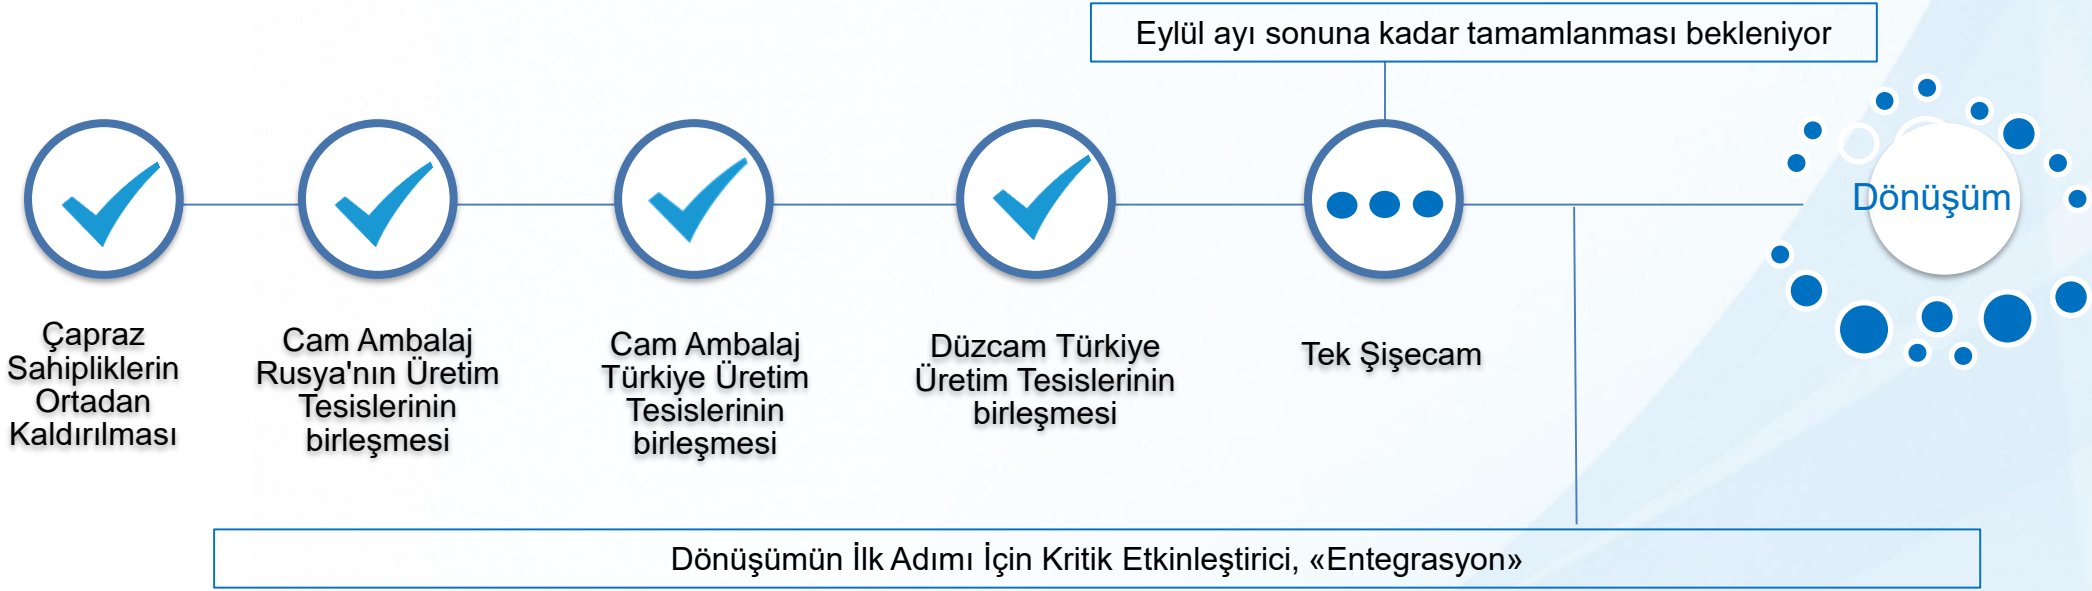 Eylül ayı sonuna kadar tamamlanması bekleniyor
Dönüşüm
Çapraz
Sahipliklerin
Ortadan
Kaldırılması
Cam Ambalaj
Rusya'nın Üretim
Tesislerinin
birleşmesi
Cam Ambalaj
Türkiye Üretim
Tesislerinin
birleşmesi
Düzcam Türkiye
Üretim Tesislerinin
birleşmesi
Tek Şişecam
Dönüşümün İlk Adımı İçin Kritik Etkinleştirici, «Entegrasyon»